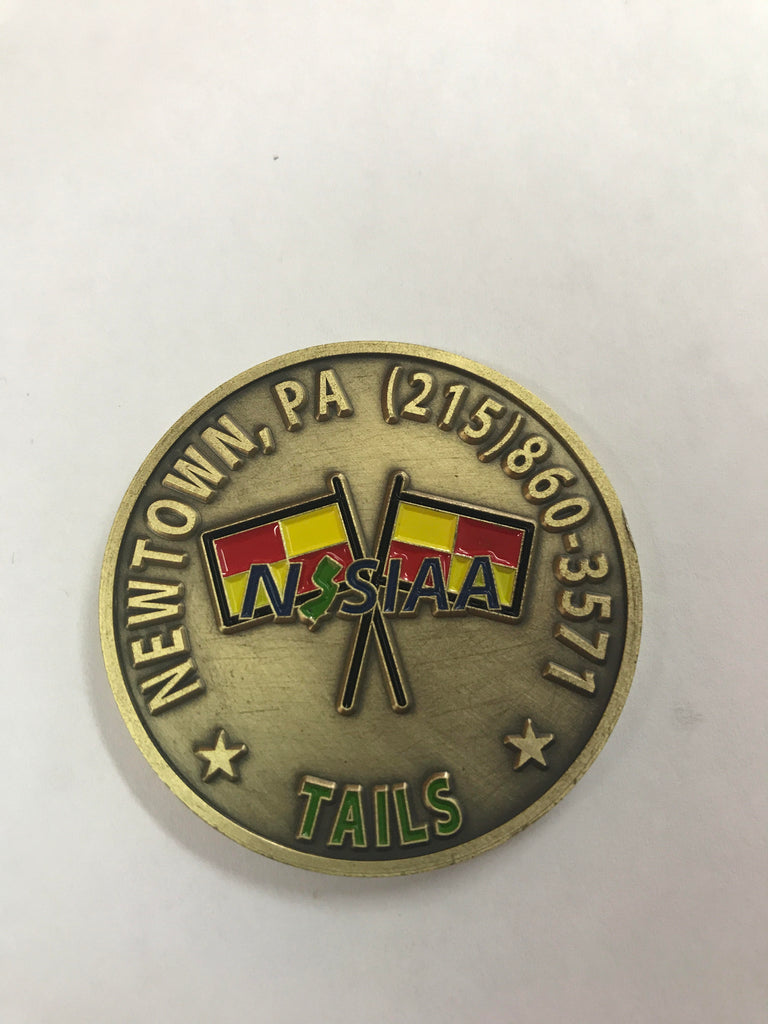 NEWTOWN, PA (215)860-3571
NJSIAA
TAILS